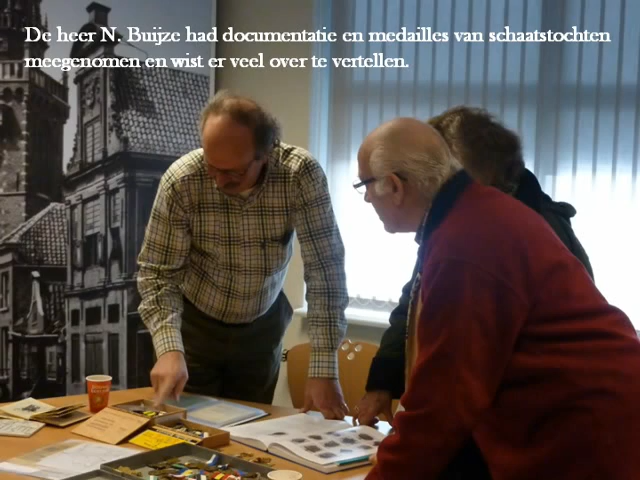 De heer N. Buijze had documentatie en medailles van schaatstochten
meegenomen en wist er veel over te vertellen.